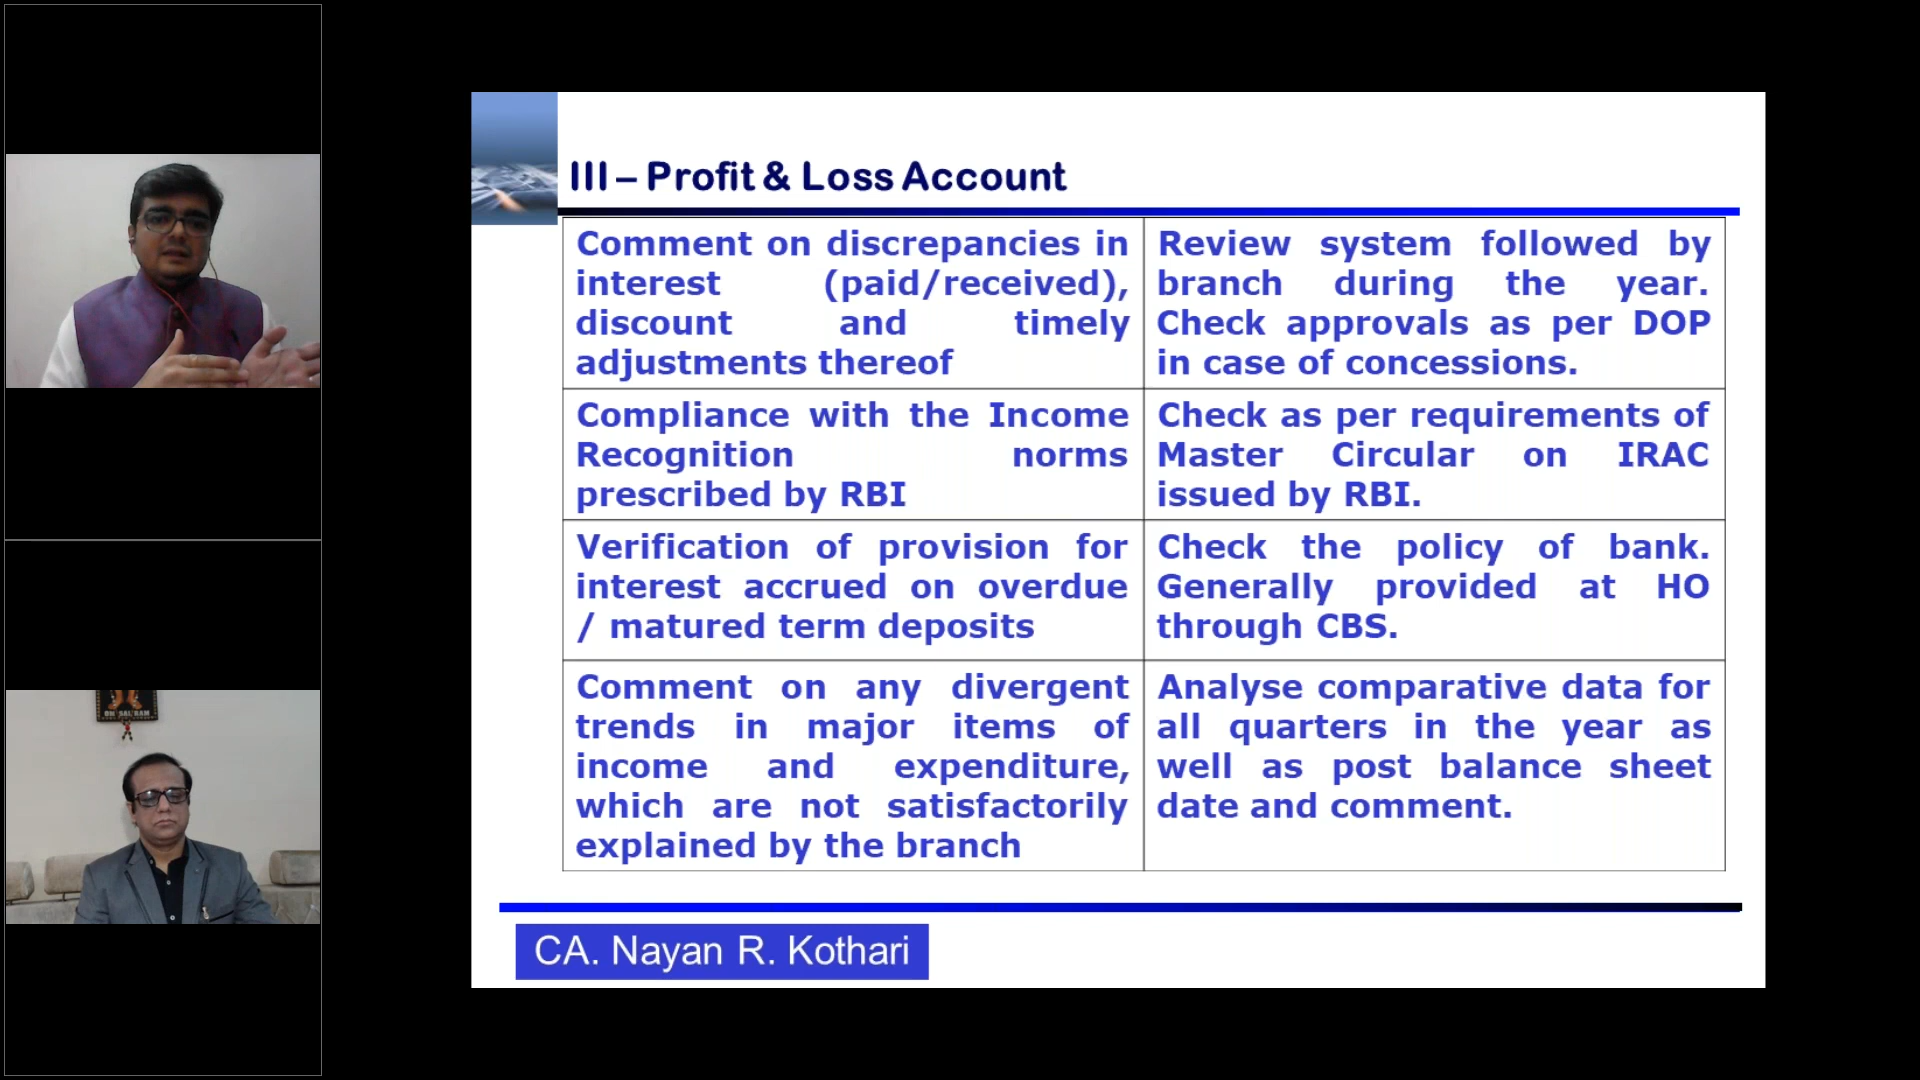 OM SAI RAM
III – Profit & Loss Account
Comment on discrepancies in
interest (paid/received),
discount and timely
adjustments thereof
Review system followed by
branch during the year.
Check approvals as per DOP
in case of concessions.
Compliance with the Income
Recognition norms
prescribed by RBI
Check as per requirements of
Master Circular on IRAC
issued by RBI.
Verification of provision for
interest accrued on overdue
/ matured term deposits
Check the policy of bank.
Generally provided at HO
through CBS.
Comment on any divergent
trends in major items of
income and expenditure,
which are not satisfactorily
explained by the branch
Analyse comparative data for
all quarters in the year as
well as post balance sheet
date and comment.
CA. Nayan R. Kothari